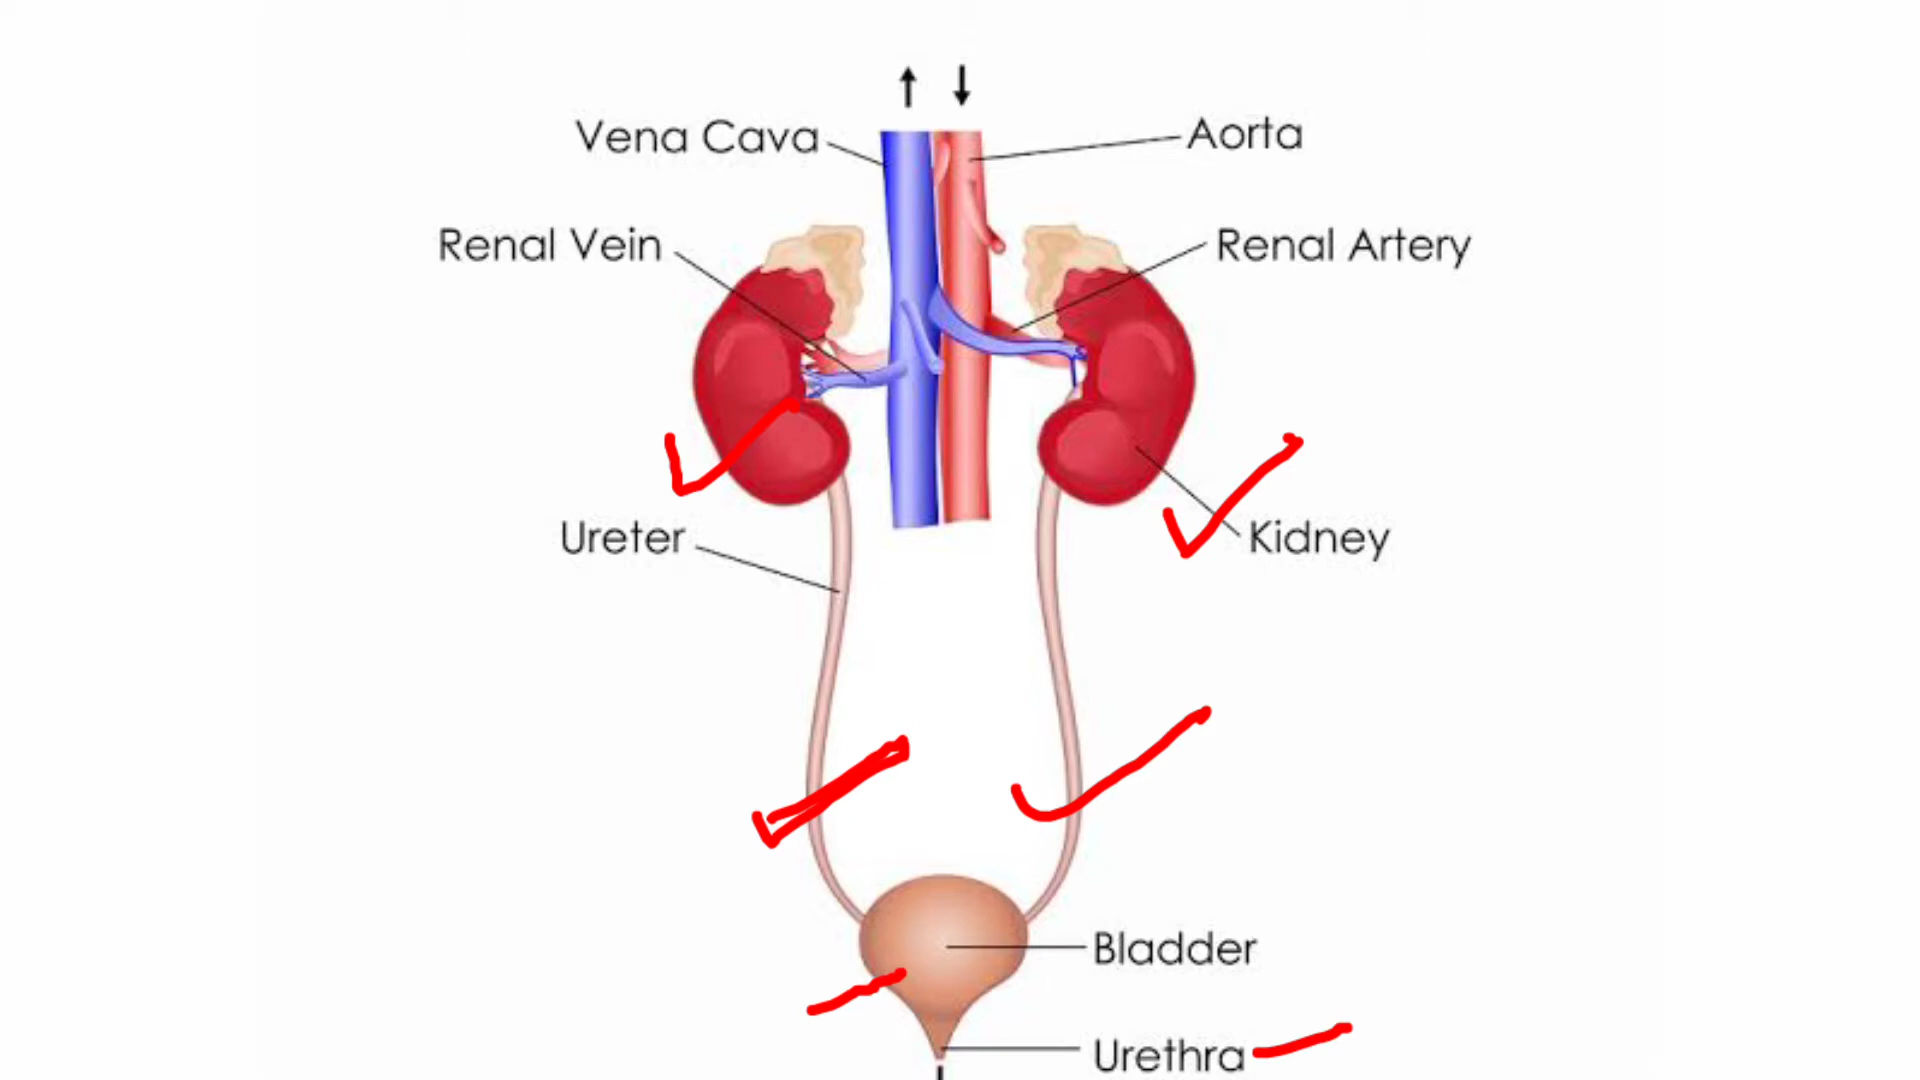 Vena Cava
Aorta
Renal Vein
Renal Artery
Ureter
Kidney
Bladder
Urethra